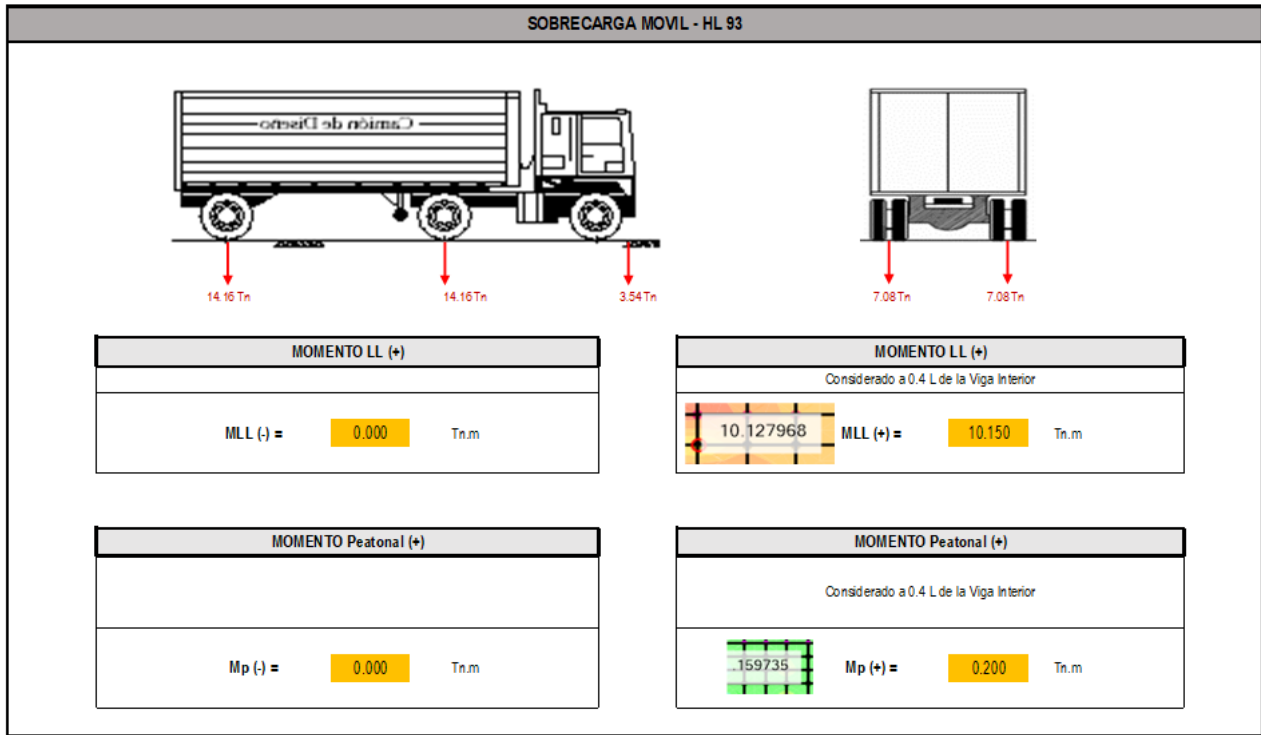 SOBRECARGA MOVIL - HL 93
Camión de Diseño
14.16 Tn
14.16 Tn
3.54 Tn
7.08 Tn
7.08 Tn
MOMENTO LL (+)
MLL (-) =
0.000
Tn.m
MOMENTO LL (+)
Considerado a 0.4 L de la Viga Interior
10.127968
MLL (+) =
10.150
Tn.m
MOMENTO Peatonal (+)
Mp (-) =
0.000
Tn.m
MOMENTO Peatonal (+)
Considerado a 0.4 L de la Viga Interior
.159735
Mp (+) =
0.200
Tn.m